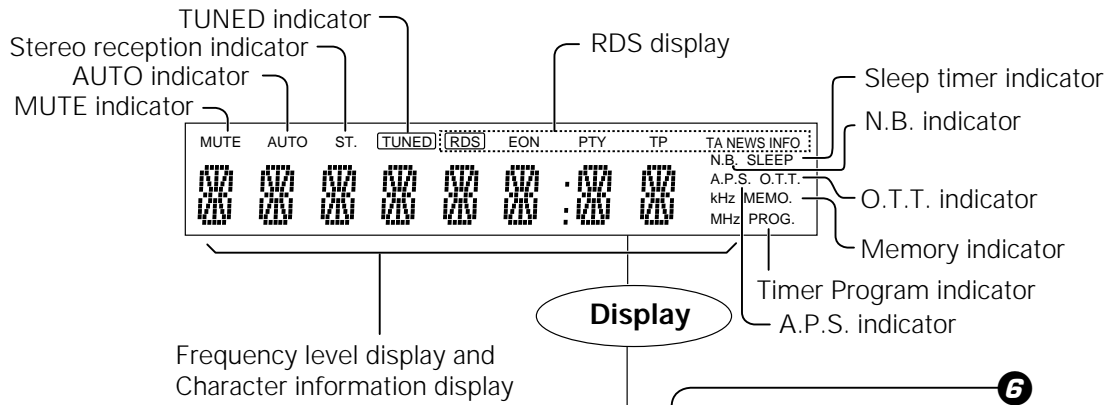 TUNED indicator
Stereo reception indicator
AUTO indicator
MUTE indicator
RDS display
Sleep timer indicator
N.B. indicator
MUTE AUTO ST. TUNED RDS EON PTY TP TA NEWS INFO
N.B. SLEEP
A.P.S. O.T.T.
kHz MEMO.
MHz PROG.
O.T.T. indicator
Memory indicator
Timer Program indicator
A.P.S. indicator
Display
Frequency level display and
Character information display
6